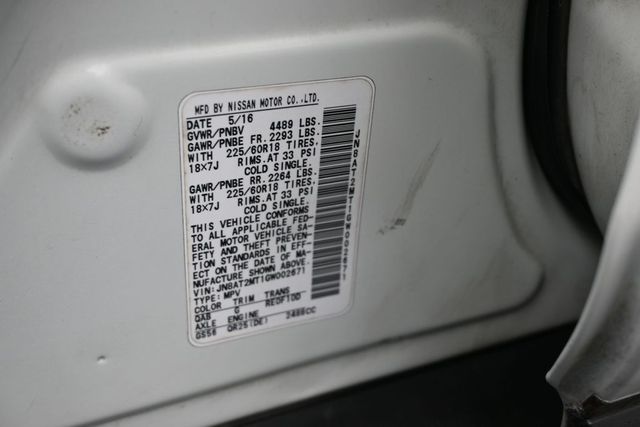 MFD BY NISSAN MOTOR CO.,LTD.
DATE 5/16
GVWR/PNBV 4489 LBS.
GAWR/PNBE FR. 2293 LBS.
WITH 225/60R18 TIRES,
18X7J RIMS.AT 33 PSI
COLD SINGLE.
GAWR/PNBE RR. 2264 LBS.
WITH 225/60R18 TIRES,
18X7J RIMS.AT 33 PSI
COLD SINGLE.
THIS VEHICLE CONFORMS
TO ALL APPLICABLE FED-
ERAL MOTOR VEHICLE SA-
FETY AND THEFT PREVEN-
TION STANDARDS IN EFF-
ECT ON THE DATE OF MA-
NUFACTURE SHOWN ABOVE.
VIN:JN8AT2MT1GW002671
TYPE:MPV
COLOR TRIM TRANS
QAB G RE0F10D
AXLE ENGINE
GS56 QR25(DE) 2488CC
JN8AT2MT1GW002671